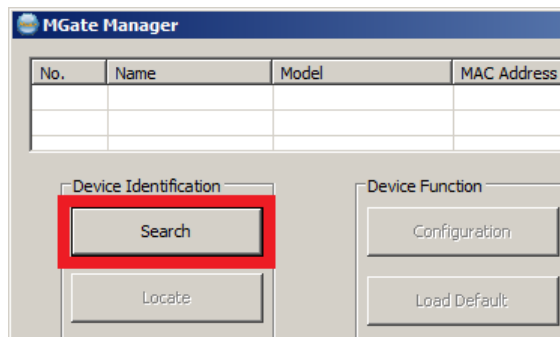 MGate Manager
No. Name Model MAC Address
Device Identification Device Function
Search Configuration
Locate Load Default